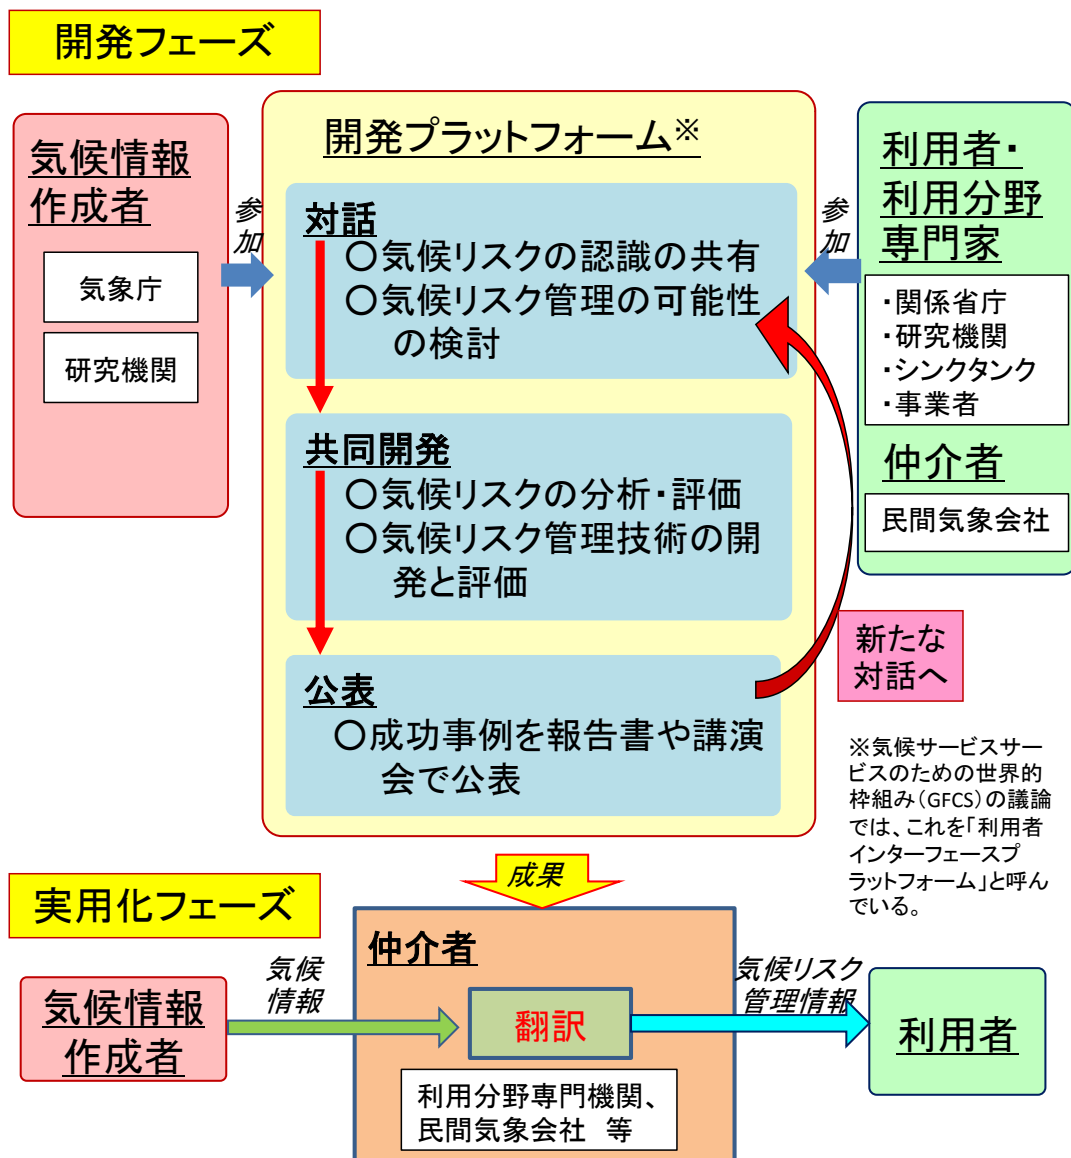 開発フェーズ
気候情報
作成者
気象庁
研究機関
参
加
開発プラットフォーム※
対話
○気候リスクの認識の共有
○気候リスク管理の可能性
の検討
共同開発
○気候リスクの分析・評価
○気候リスク管理技術の開
発と評価
公表
○成功事例を報告書や講演
会で公表
参
加
利用者・
利用分野
専門家
・関係省庁
・研究機関
・シンクタンク
・事業者
仲介者
民間気象会社
新たな
対話へ
※気候サービスサー
ビスのための世界的
枠組み（GFCS）の議論
では、これを「利用者
インターフェースプ
ラットフォーム」と呼ん
でいる。
成果
実用化フェーズ
気候情報
作成者
気候
情報
仲介者
翻訳
利用分野専門機関、
民間気象会社　等
気候リスク
管理情報
利用者